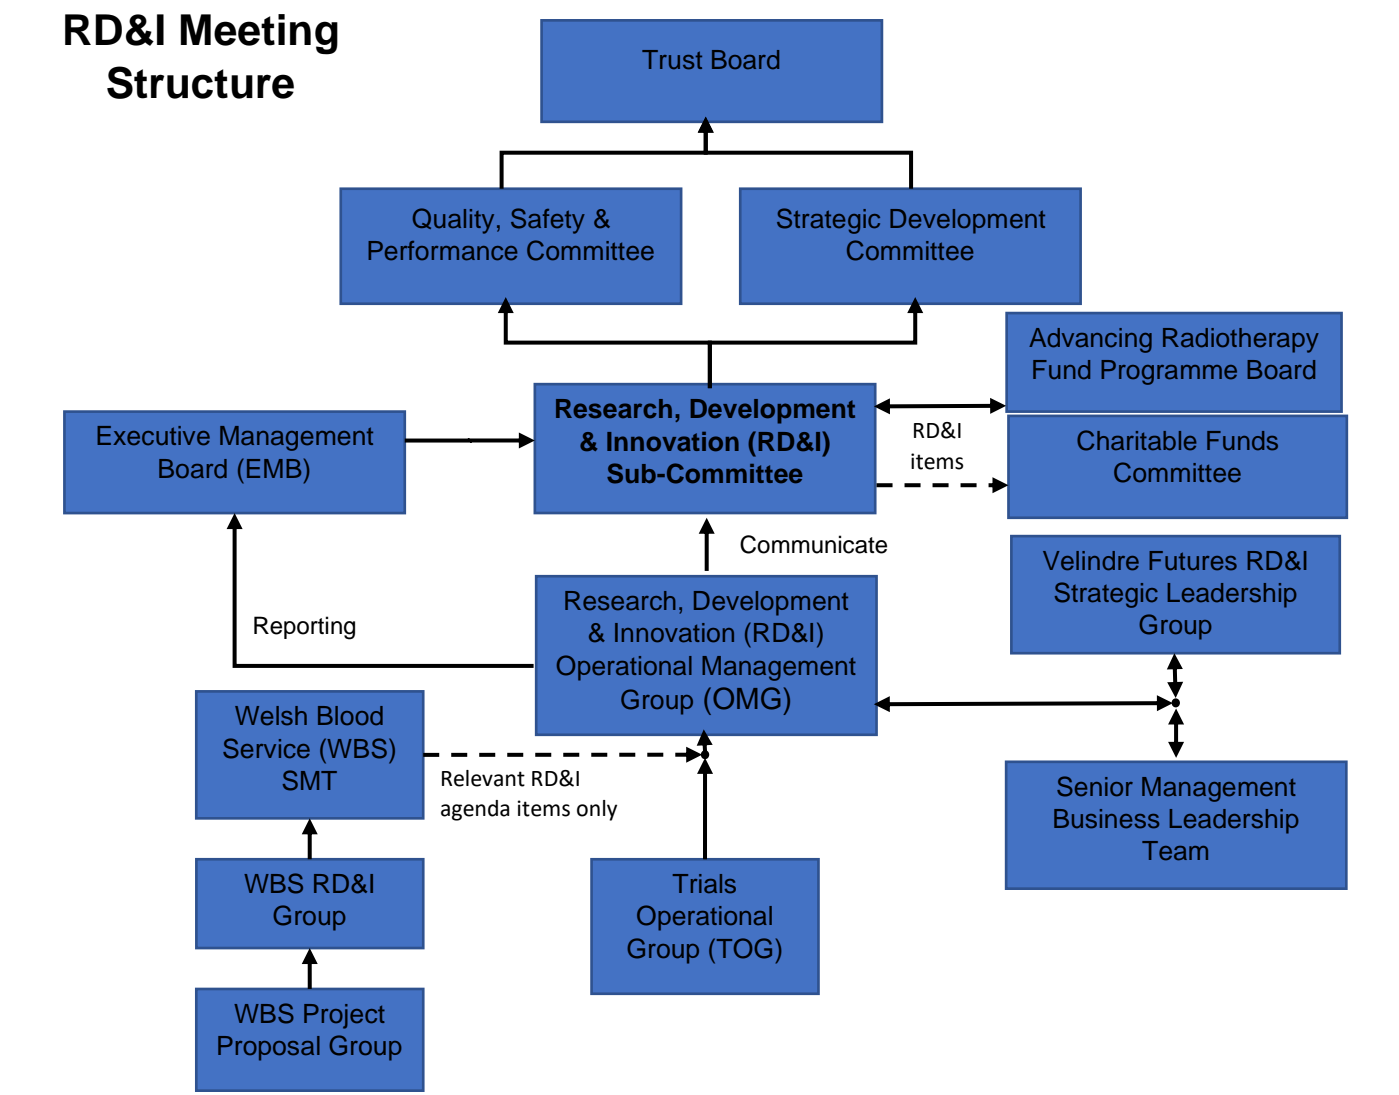 RD&I Meeting
Structure
Trust Board
Quality, Safety &
Performance Committee
Strategic Development
Committee
Advancing Radiotherapy
Fund Programme Board
Research, Development
& Innovation (RD&I)
Sub-Committee
RD&I
items
Executive Management
Board (EMB)
Charitable Funds
Committee
Communicate
Velindre Futures RD&I
Strategic Leadership
Group
Research, Development
& Innovation (RD&I)
Operational Management
Group (OMG)
Reporting
Welsh Blood
Service (WBS)
SMT
Relevant RD&I
agenda items only
Senior Management
Business Leadership
Team
WBS RD&I
Group
Trials
Operational
Group (TOG)
WBS Project
Proposal Group